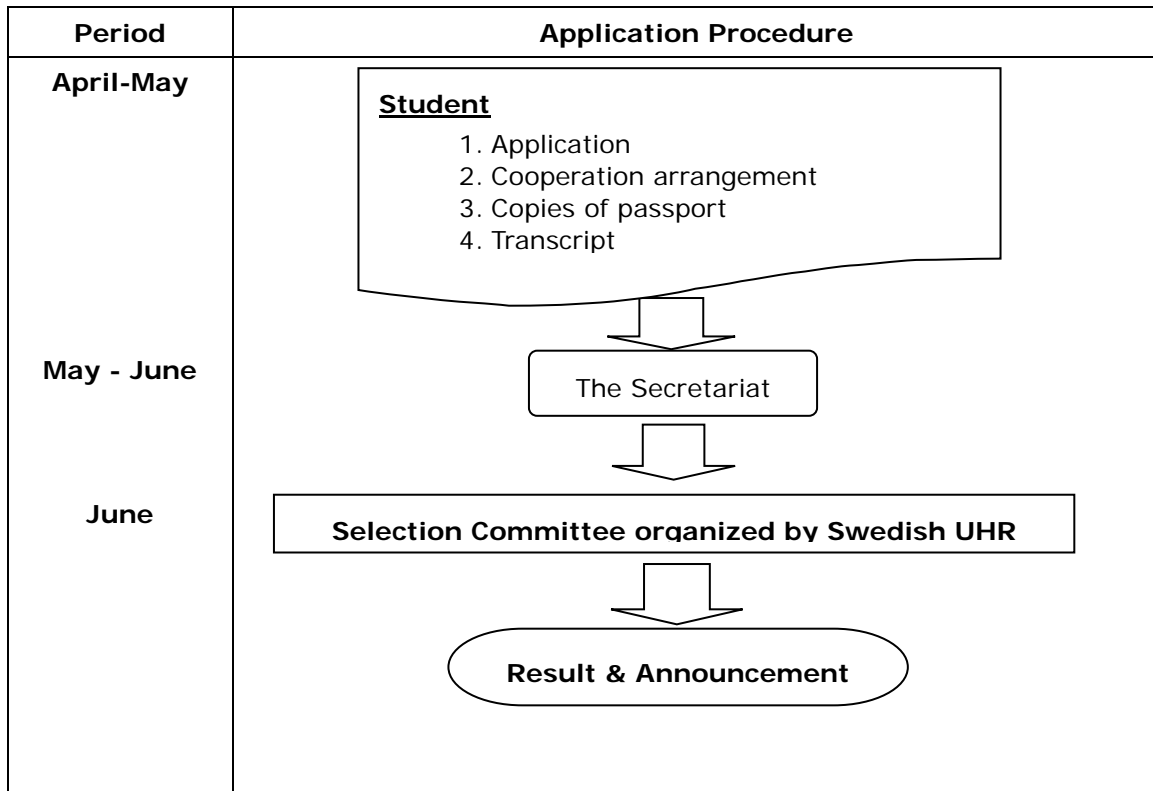 Period
Application Procedure
April-May
Student
1. Application
2. Cooperation arrangement
3. Copies of passport
4. Transcript
May - June
The Secretariat
June
Selection Committee organized by Swedish UHR
Result & Announcement